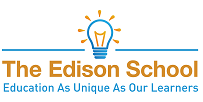 The Edison School
Education As Unique As Our Learners